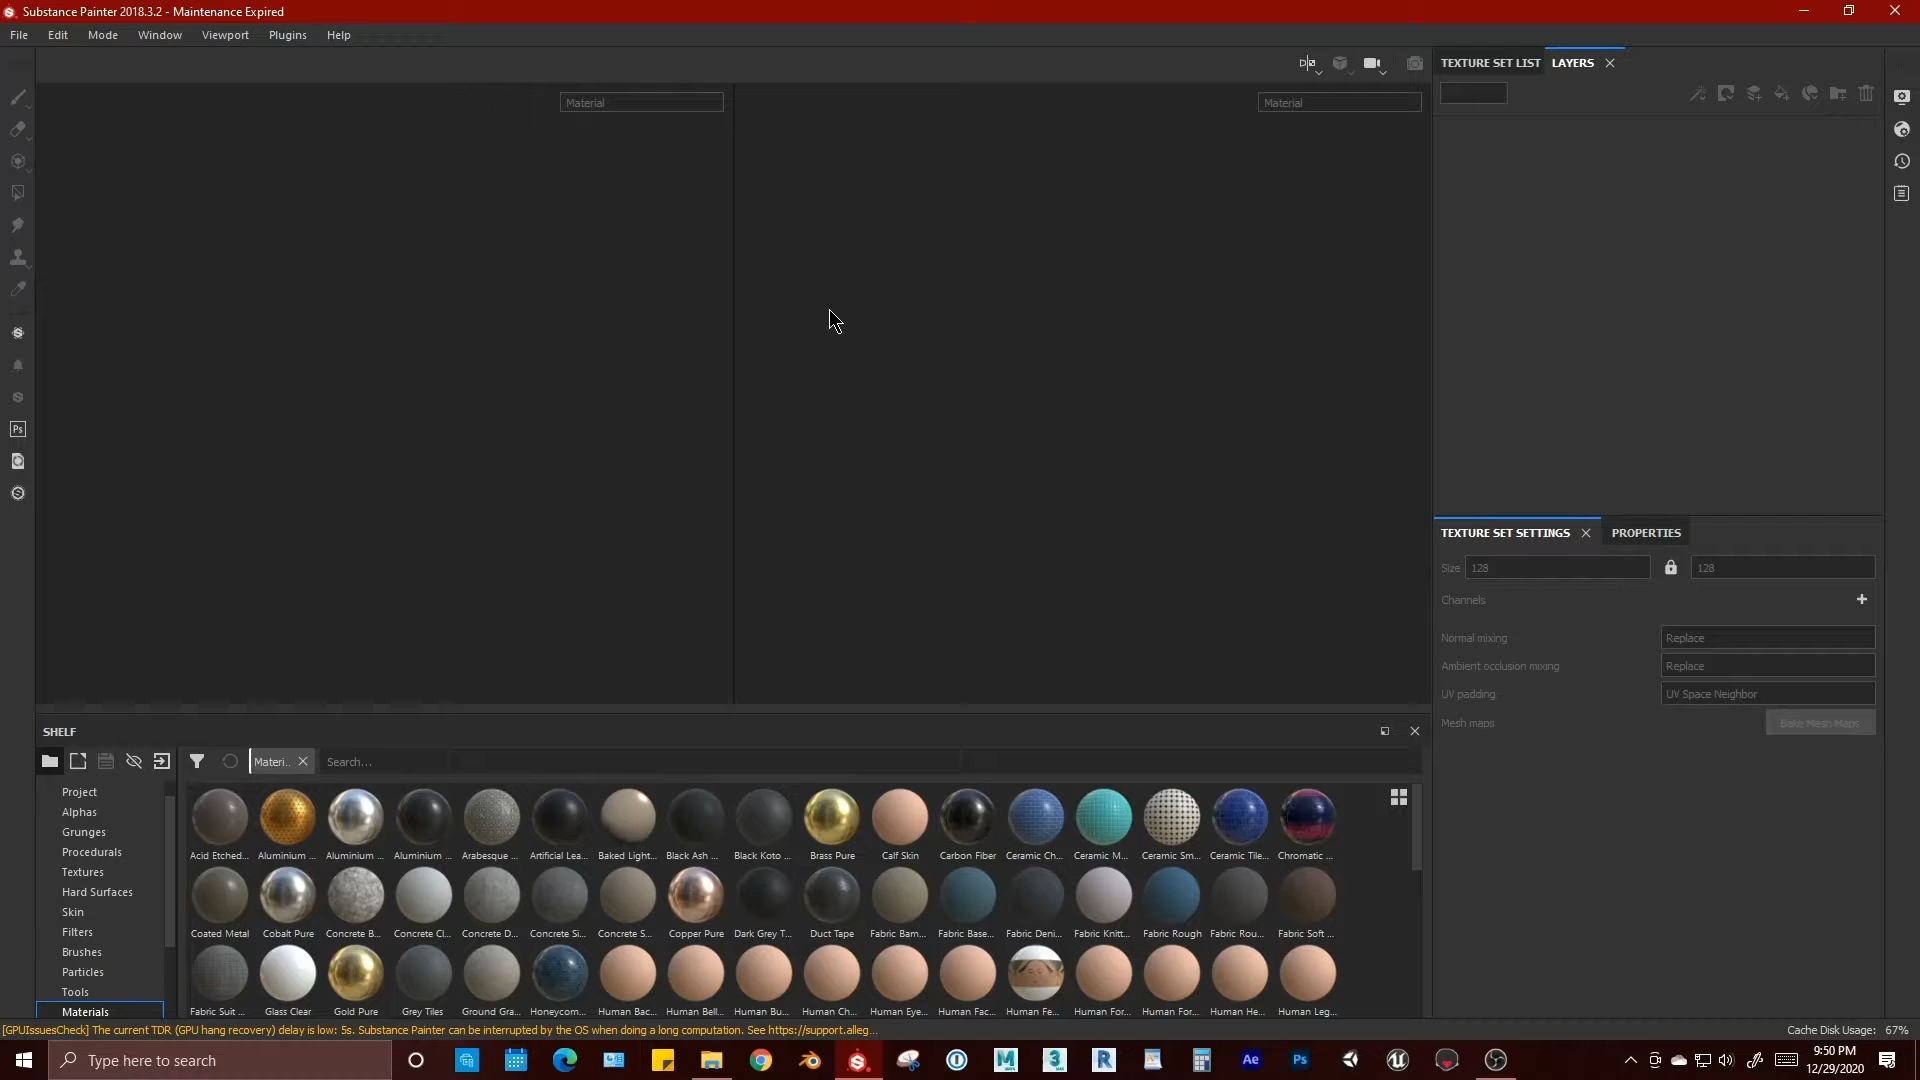 Substance Painter 2018.3.2 - Maintenance Expired
File Edit Mode Window Viewport Plugins Help
TEXTURE SET LIST LAYERS
Material Material
TEXTURE SET SETTINGS PROPERTIES
Size 128 128
Channels
Normal mixing Replace
Ambient occlusion mixing Replace
UV padding UV Space Neighbor
Mesh maps Bake Mesh Maps
SHELF
Materi.. Search...
Project
Alphas
Grunges
Procedurals
Textures
Hard Surfaces
Skin
Filters
Brushes
Particles
Tools
Materials
Acid Etched... Aluminium ... Aluminium ... Aluminium ... Arabesque ... Artificial Lea... Baked Light... Black Ash ... Black Koto ... Brass Pure Calf Skin Carbon Fiber Ceramic Ch... Ceramic M... Ceramic Sm... Ceramic Tile... Chromatic ...
Coated Metal Cobalt Pure Concrete B... Concrete Cl... Concrete D... Concrete Si... Concrete S... Copper Pure Dark Grey T... Duct Tape Fabric Bam... Fabric Base... Fabric Deni... Fabric Knitt... Fabric Rough Fabric Rou... Fabric Soft ...
Fabric Suit ... Glass Clear Gold Pure Grey Tiles Ground Gra... Honeycom... Human Bac... Human Bell... Human Bu... Human Ch... Human Eye... Human Fac... Human Fe... Human For... Human For... Human He... Human Leg...
[GPUIssuesCheck] The current TDR (GPU hang recovery) delay is low: 5s. Substance Painter can be interrupted by the OS when doing a long computation. See https://support.alleg...
Cache Disk Usage: 67%
Type here to search
Ps
M
3
R
Ae
Ps
9:50 PM
12/29/2020